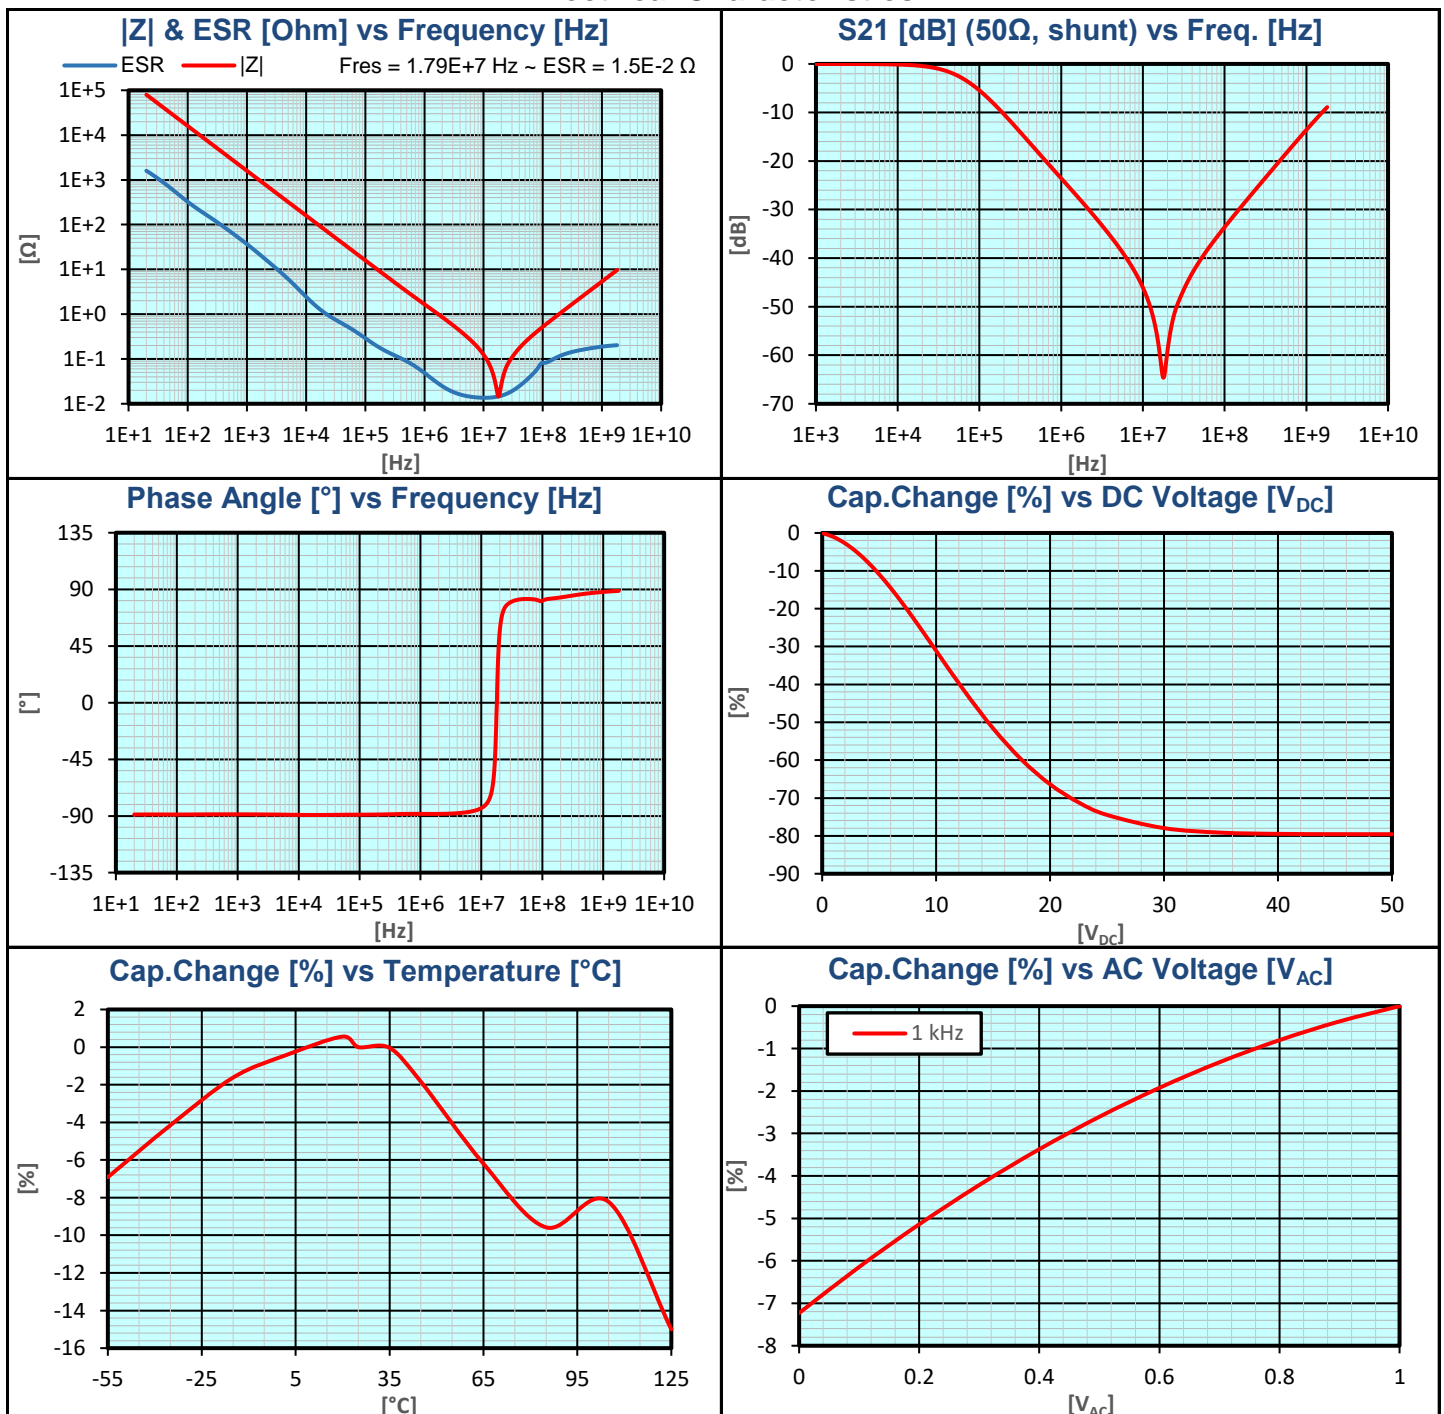 |Z| & ESR [Ohm] vs Frequency [Hz]
ESR |Z| Fres = 1.79E+7 Hz ~ ESR = 1.5E-2 Ω
1E+5
1E+4
1E+3
1E+2
1E+1
1E+0
1E-1
1E-2
[Ω]
1E+1 1E+2 1E+3 1E+4 1E+5 1E+6 1E+7 1E+8 1E+9 1E+10
[Hz]
S21 [dB] (50Ω, shunt) vs Freq. [Hz]
0
-10
-20
-30
-40
-50
-60
-70
[dB]
1E+3 1E+4 1E+5 1E+6 1E+7 1E+8 1E+9 1E+10
[Hz]
Phase Angle [°] vs Frequency [Hz]
135
90
45
0
-45
-90
-135
[°]
1E+1 1E+2 1E+3 1E+4 1E+5 1E+6 1E+7 1E+8 1E+9 1E+10
[Hz]
Cap.Change [%] vs DC Voltage [VDC]
0
-10
-20
-30
-40
-50
-60
-70
-80
-90
[%]
0 10 20 30 40 50
[VDC]
Cap.Change [%] vs Temperature [°C]
2
0
-2
-4
-6
-8
-10
-12
-14
-16
[%]
-55 -25 5 35 65 95 125
[°C]
Cap.Change [%] vs AC Voltage [VAC]
1 kHz
0
-1
-2
-3
-4
-5
-6
-7
-8
[%]
0 0.2 0.4 0.6 0.8 1
[VAC]